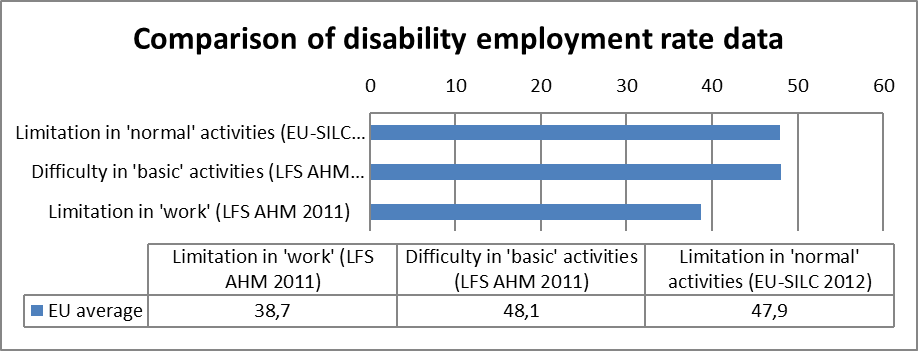 Comparison of disability employment rate data
0 10 20 30 40 50 60
Limitation in 'normal' activities (EU-SILC...
Difficulty in 'basic' activities (LFS AHM...
Limitation in 'work' (LFS AHM 2011)
Limitation in 'work' (LFS
AHM 2011)
Difficulty in 'basic' activities
(LFS AHM 2011)
Limitation in 'normal'
activities (EU-SILC 2012)
EU average 38,7 48,1 47,9